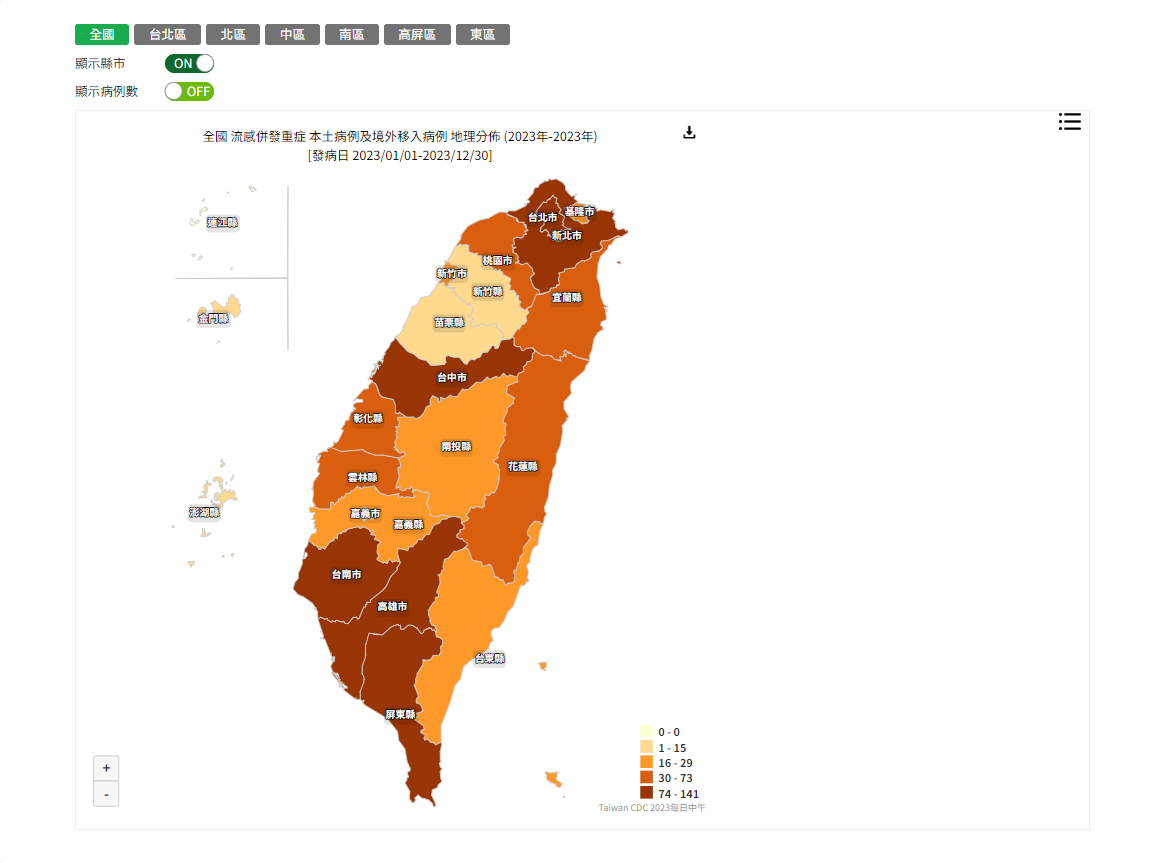 全國 台北區 北區 中區 南區 高屏區 東區
顯示縣市 ON
顯示病例數 OFF
全國 流感併發重症 本土病例及境外移入病例 地理分佈 (2023年-2023年)
[發病日 2023/01/01-2023/12/30]
連江縣
金門縣
澎湖縣
台北市
基隆市
新北市
桃園市
新竹市
新竹縣
宜蘭縣
苗栗縣
台中市
彰化縣
南投縣
花蓮縣
雲林縣
嘉義市
嘉義縣
台南市
高雄市
台東縣
屏東縣
+
-
0 - 0
1 - 15
16 - 29
30 - 73
74 - 141
Taiwan CDC 2023每日中午